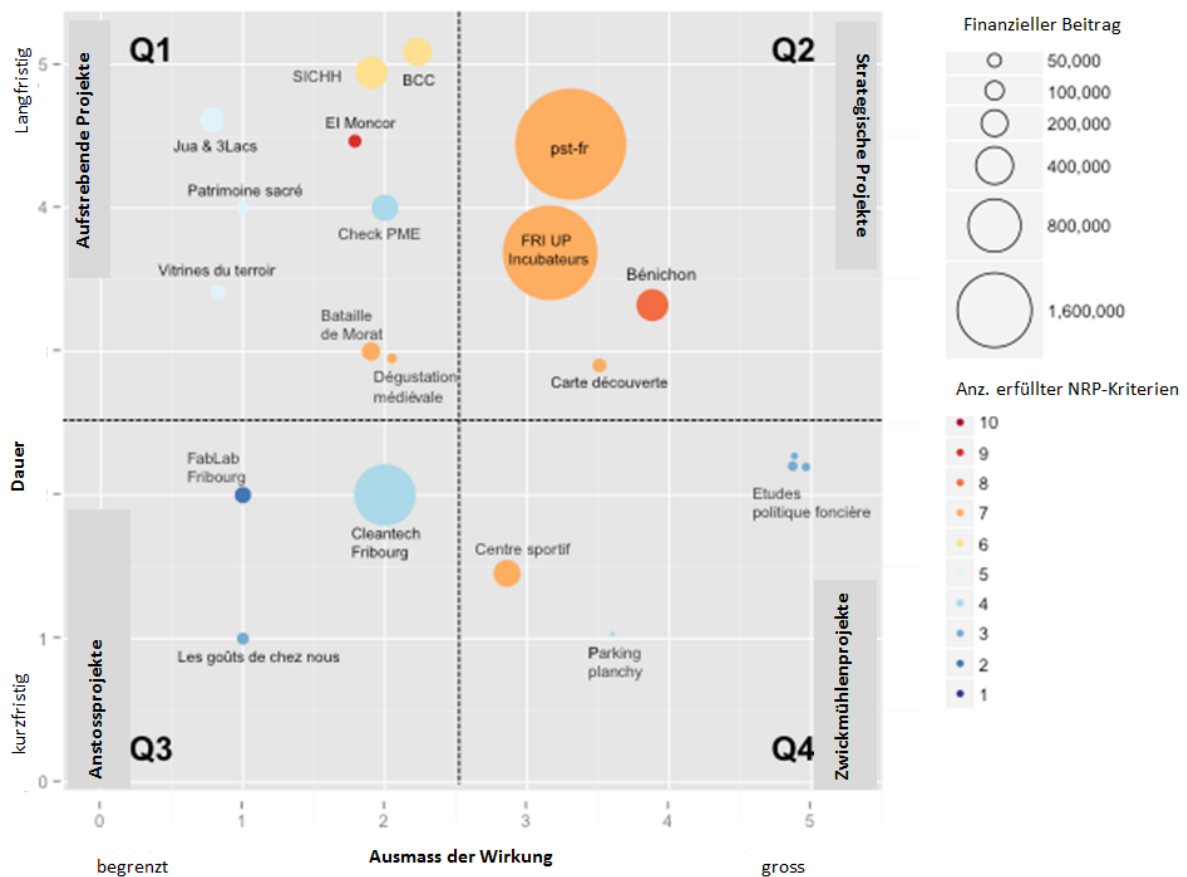 Finanzieller Beitrag
50,000
100,000
200,000
400,000
800,000
1,600,000
Anz. erfüllter NRP-Kriterien
10
9
8
7
6
5
4
3
2
1
Q1
Q2
Langfristig
Aufstrebende Projekte
Strategische Projekte
5
SICHH
BCC
El Moncor
Jua & 3Lacs
pst-fr
Patrimoine sacré
4
Check PME
FRI UP
Incubateurs
Vitrines du terroir
Bénichon
Bataille
de Morat
Dégustation
médiévale
Carte découverte
Dauer
FabLab
Fribourg
Cleantech
Fribourg
Etudes
politique foncière
Centre sportif
1
Les goûts de chez nous
Parking
planchy
kurzfristig
Anstossprojekte
Zwickmühlenprojekte
Q3
Q4
0
0
1
2
3
4
5
Ausmass der Wirkung
begrenzt
gross